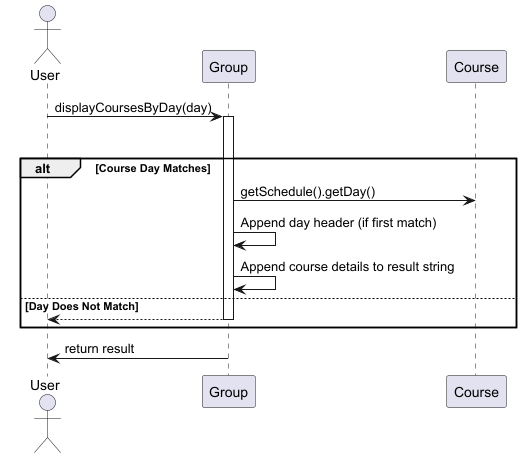 User
Group
Course
displayCoursesByDay(day)
alt
[Course Day Matches]
getSchedule().getDay()
Append day header (if first match)
Append course details to result string
[Day Does Not Match]
return result
User
Group
Course